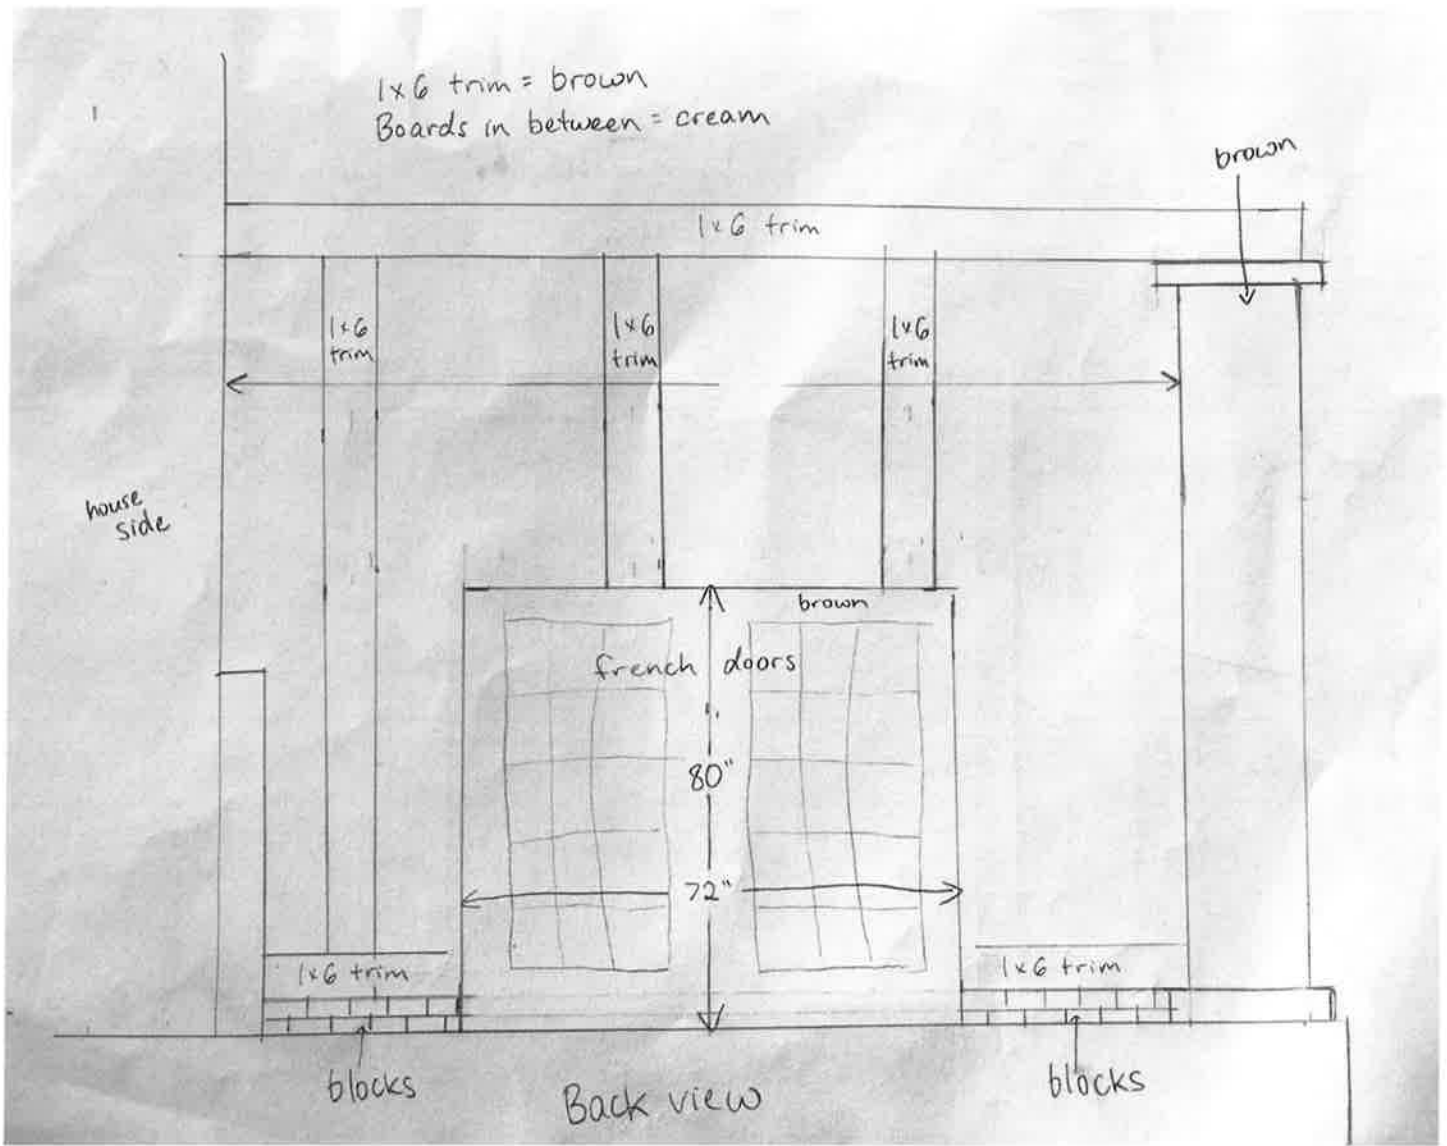 1x6 trim = brown
Boards in between = cream
brown
1x6 trim
1x6
trim
1x6
trim
1x6
trim
house
side
brown
french doors
80"
72"
1x6 trim
1x6 trim
blocks
blocks
Back view